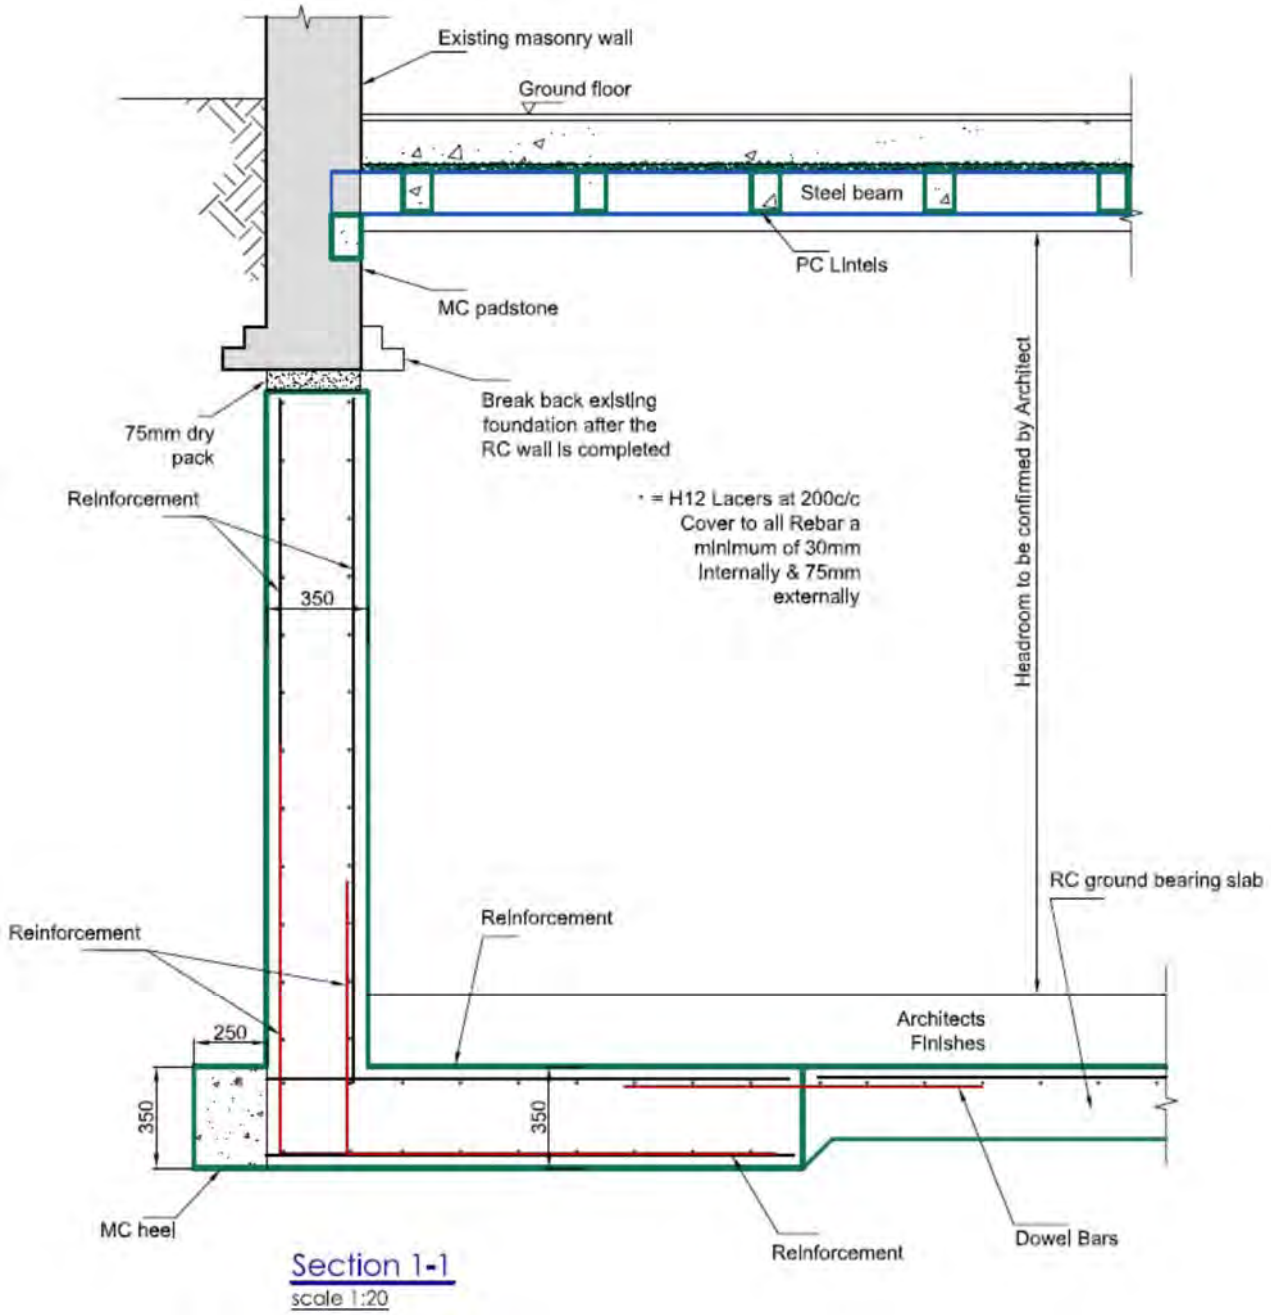 Existing masonry wall
Ground floor
Steel beam
PC Lintels
MC padstone
Break back existing
foundation after the
RC wall is completed
75mm dry
pack
Reinforcement
• = H12 Lacers at 200c/c
Cover to all Rebar a
minimum of 30mm
Internally & 75mm
externally
350
Headroom to be confirmed by Architect
RC ground bearing slab
Reinforcement
Reinforcement
Architects
Finishes
250
350
350
MC heel
Dowel Bars
Reinforcement
Section 1-1
scale 1:20